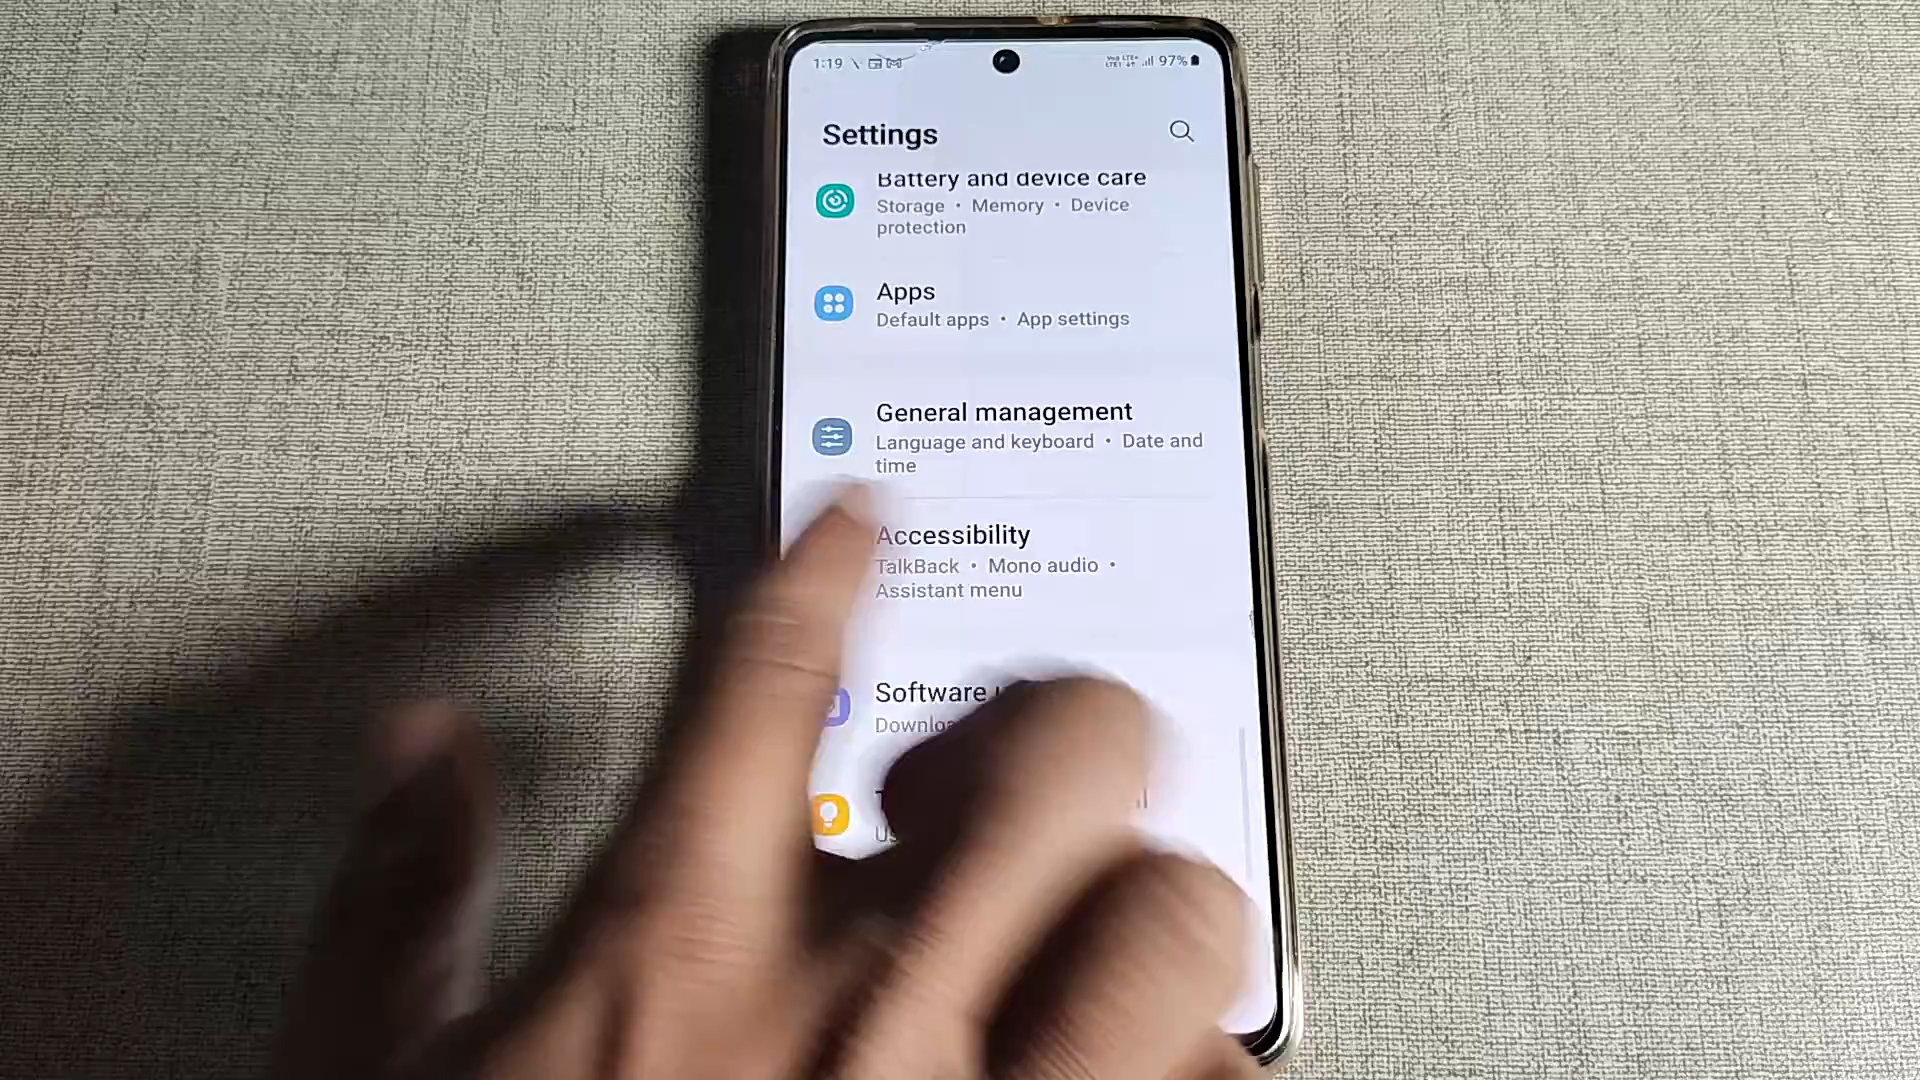 1:19 97%
Settings
Battery and device care
Storage • Memory • Device
protection
Apps
Default apps • App settings
General management
Language and keyboard • Date and
time
Accessibility
TalkBack • Mono audio •
Assistant menu
Software